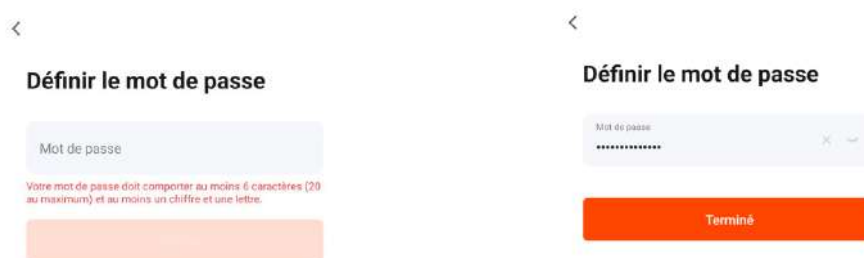 Définir le mot de passe
Mot de passe
Votre mot de passe doit comporter au moins 6 caractères (20
au maximum) et au moins un chiffre et une lettre.
Définir le mot de passe
Mot de passe
••••••••••••••
Terminé